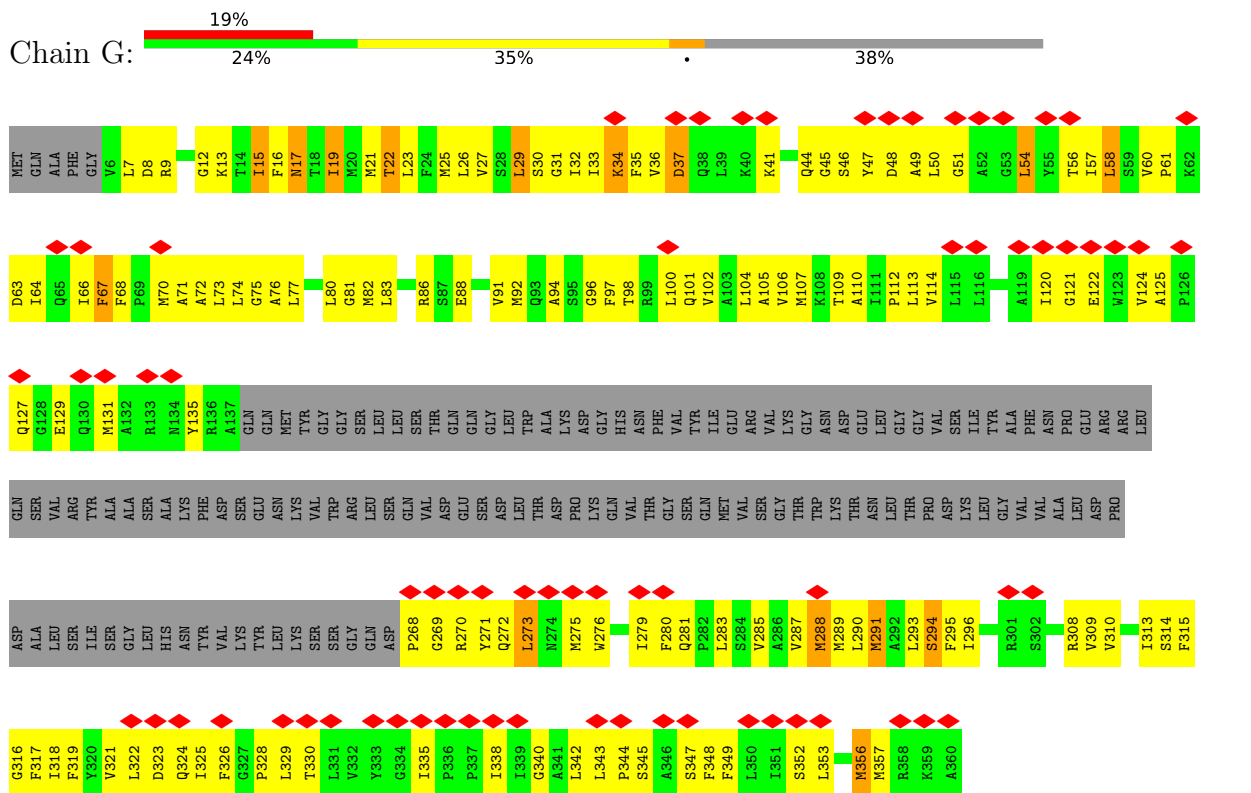 19%
Chain G:
24% 35% • 38%
MET GLN ALA PHE GLY V6 L7 D8 R9 G12 K13 T14 I15 F16 N17 T18 I19 M20 M21 T22 L23 F24 M25 L26 V27 S28 L29 S30 G31 I32 I33 K34 F35 V36 D37 Q38 L39 K40 K41 Q44 G45 S46 Y47 D48 A49 L50 G51 A52 G53 L54 Y55 T56 I57 L58 S59 V60 P61 K62
D63 I64 Q65 I66 F67 F68 P69 M70 A71 A72 L73 L74 G75 A76 L77 L80 G81 M82 L83 R86 S87 E88 V91 M92 Q93 A94 S95 G96 F97 T98 R99 L100 Q101 V102 A103 L104 A105 V106 M107 K108 T109 A110 I111 P112 L113 V114 L115 L116 A119 I120 G121 E122 W123 V124 A125 P126
Q127 G128 E129 Q130 M131 A132 R133 N134 Y135 R136 A137 GLN GLN MET TYR GLY GLY SER LEU LEU SER THR GLN GLN GLY LEU TRP ALA LYS ASP GLY HIS ASN PHE VAL TYR ILE GLU ARG VAL LYS GLY ASN ASP GLU LEU GLY GLY VAL SER ILE TYR ALA PHE ASN PRO GLU ARG ARG LEU
GLN SER VAL ARG TYR ALA ALA SER ALA LYS PHE ASP SER GLU ASN LYS VAL TRP ARG LEU SER GLN VAL ASP GLU SER ASP LEU THR ASP PRO LYS GLN VAL THR GLY SER GLN MET VAL SER GLY THR TRP LYS THR ASN LEU THR PRO ASP LYS LEU GLY VAL VAL ALA LEU ASP PRO
ASP ALA LEU SER ILE SER GLY LEU HIS ASN TYR VAL LYS TYR LEU LYS SER SER GLY GLN ASP P268 G269 R270 Y271 Q272 L273 N274 M275 W276 I279 F280 Q281 P282 L283 S284 V285 A286 V287 M288 M289 L290 M291 A292 L293 S294 F295 I296 R301 S302 R308 V309 V310 I313 S314 F315
G316 F317 I318 F319 Y320 V321 L322 D323 Q324 I325 F326 G327 P328 L329 T330 L331 V332 Y333 G334 I335 P336 P337 I338 I339 G340 A341 L342 L343 P344 S345 A346 S347 F348 F349 L350 I351 S352 L353 M356 M357 R358 K359 A360